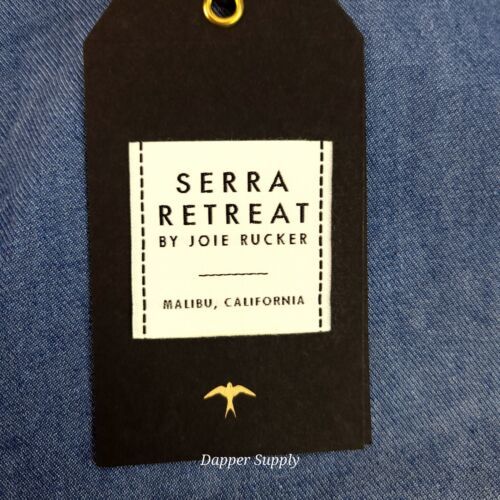 SERRA
RETREAT
BY JOIE RUCKER
MALIBU, CALIFORNIA
Dapper Supply